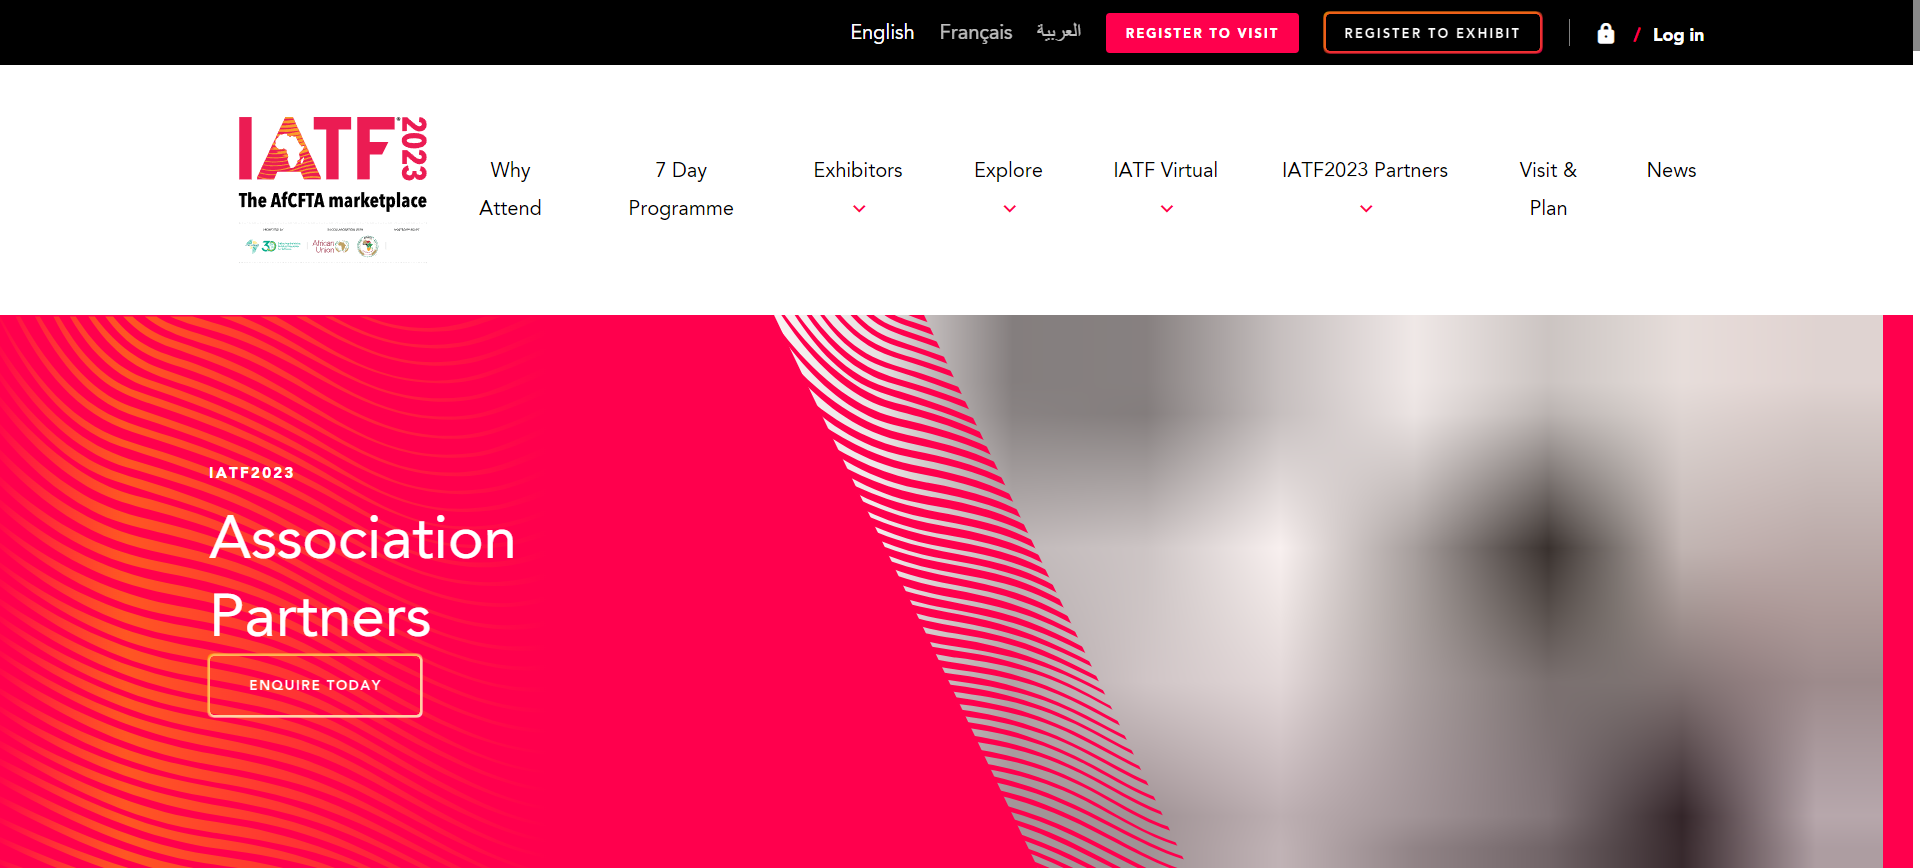 English Français العربية REGISTER TO VISIT REGISTER TO EXHIBIT / Log in
IATF 2023
The AfCFTA marketplace
African
Union
Why
Attend
7 Day
Programme
Exhibitors
Explore
IATF Virtual
IATF2023 Partners
Visit &
Plan
News
IATF2023
Association
Partners
ENQUIRE TODAY